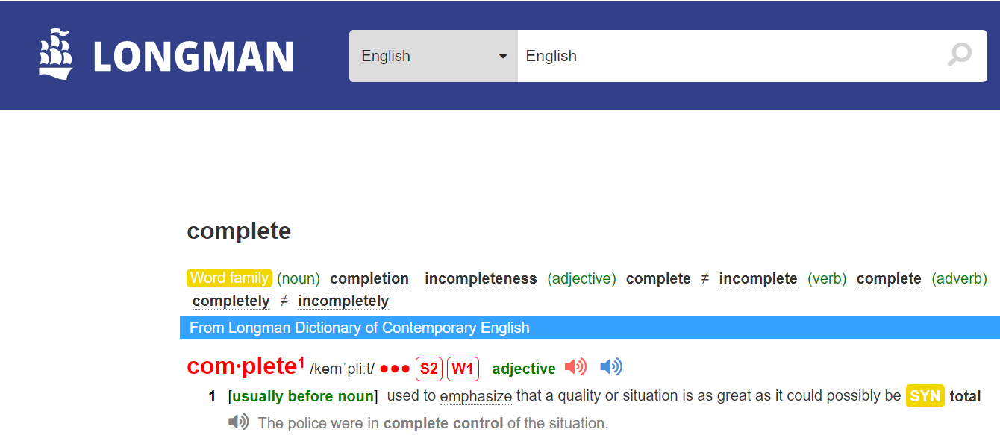 LONGMAN
English English
complete
Word family (noun) completion incompleteness (adjective) complete ≠ incomplete (verb) complete (adverb)
completely ≠ incompletely
From Longman Dictionary of Contemporary English
com·plete1 /kəmˈpliːt/ ●●● S2 W1 adjective
1 [usually before noun] used to emphasize that a quality or situation is as great as it could possibly be SYN total
The police were in complete control of the situation.